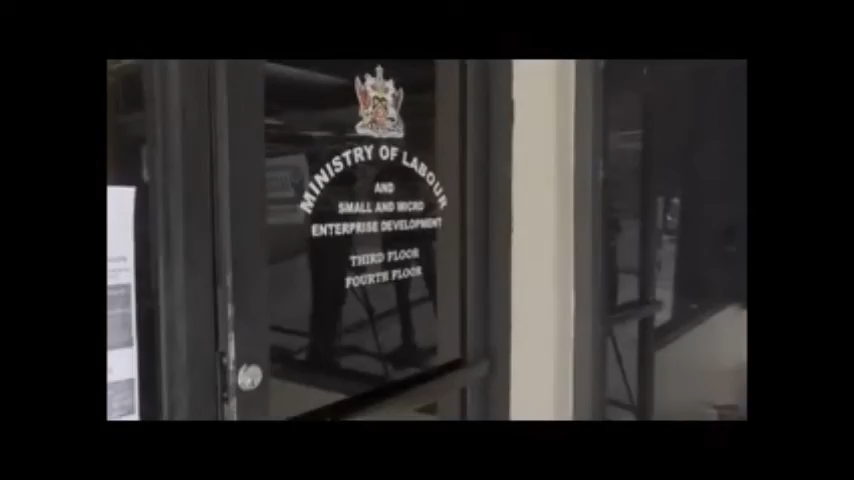 MINISTRY OF LABOUR
AND
SMALL AND MICRO
ENTERPRISE DEVELOPMENT
THIRD FLOOR
FOURTH FLOOR